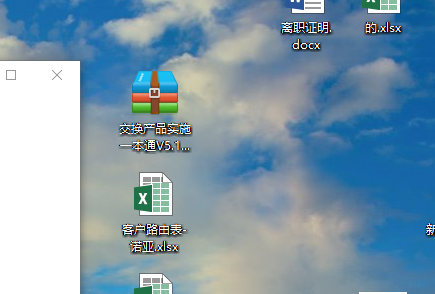 离职证明.
docx
的.xlsx
交换产品实施
一本通V5.1...
客户路由表-
诺亚.xlsx
新